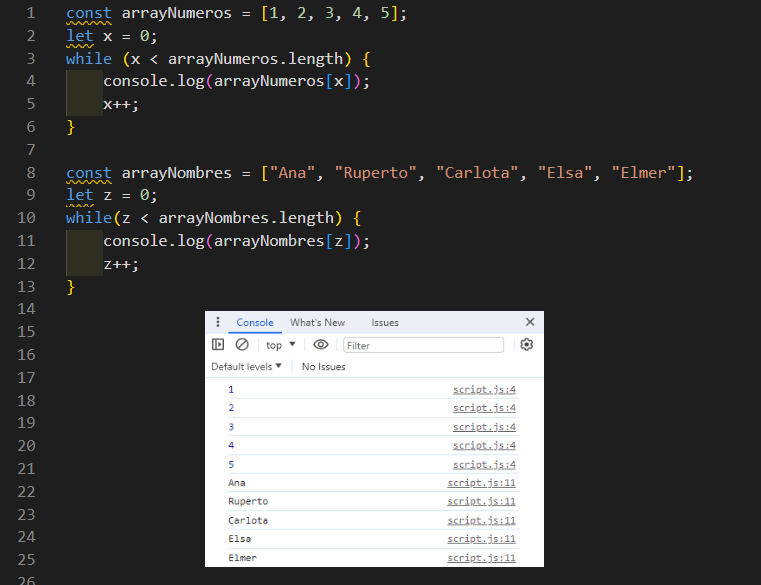 1 const arrayNumeros = [1, 2, 3, 4, 5];
2 let x = 0;
3 while (x < arrayNumeros.length) {
4     console.log(arrayNumeros[x]);
5     x++;
6 }
7
8 const arrayNombres = ["Ana", "Ruperto", "Carlota", "Elsa", "Elmer"];
9 let z = 0;
10 while(z < arrayNombres.length) {
11     console.log(arrayNombres[z]);
12     z++;
13 }
14
15
16
17
18
19
20
21
22
23
24
25
26
Console What's New Issues
top Filter
Default levels No Issues
1 script.js:4
2 script.js:4
3 script.js:4
4 script.js:4
5 script.js:4
Ana script.js:11
Ruperto script.js:11
Carlota script.js:11
Elsa script.js:11
Elmer script.js:11